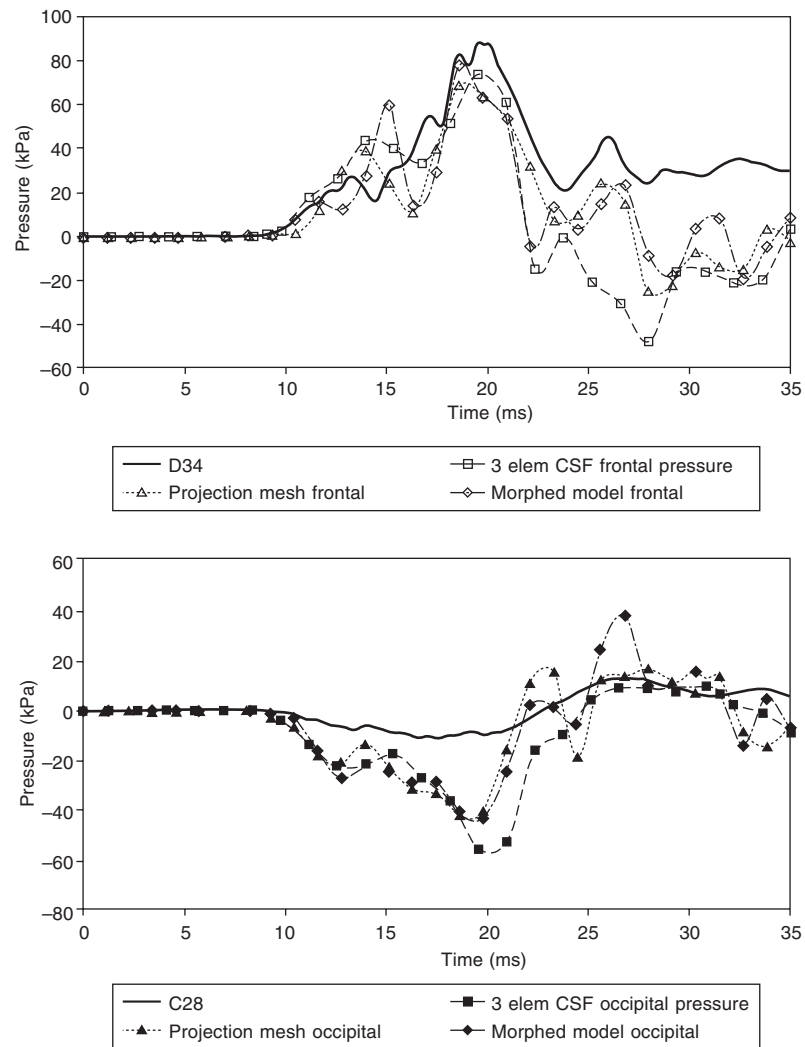 100
80
60
40
20
0
–20
–40
–60
Pressure (kPa)
0 5 10 15 20 25 30 35
Time (ms)
D34
3 elem CSF frontal pressure
Projection mesh frontal
Morphed model frontal
60
40
20
0
–20
–40
–60
–80
Pressure (kPa)
0 5 10 15 20 25 30 35
Time (ms)
C28
3 elem CSF occipital pressure
Projection mesh occipital
Morphed model occipital